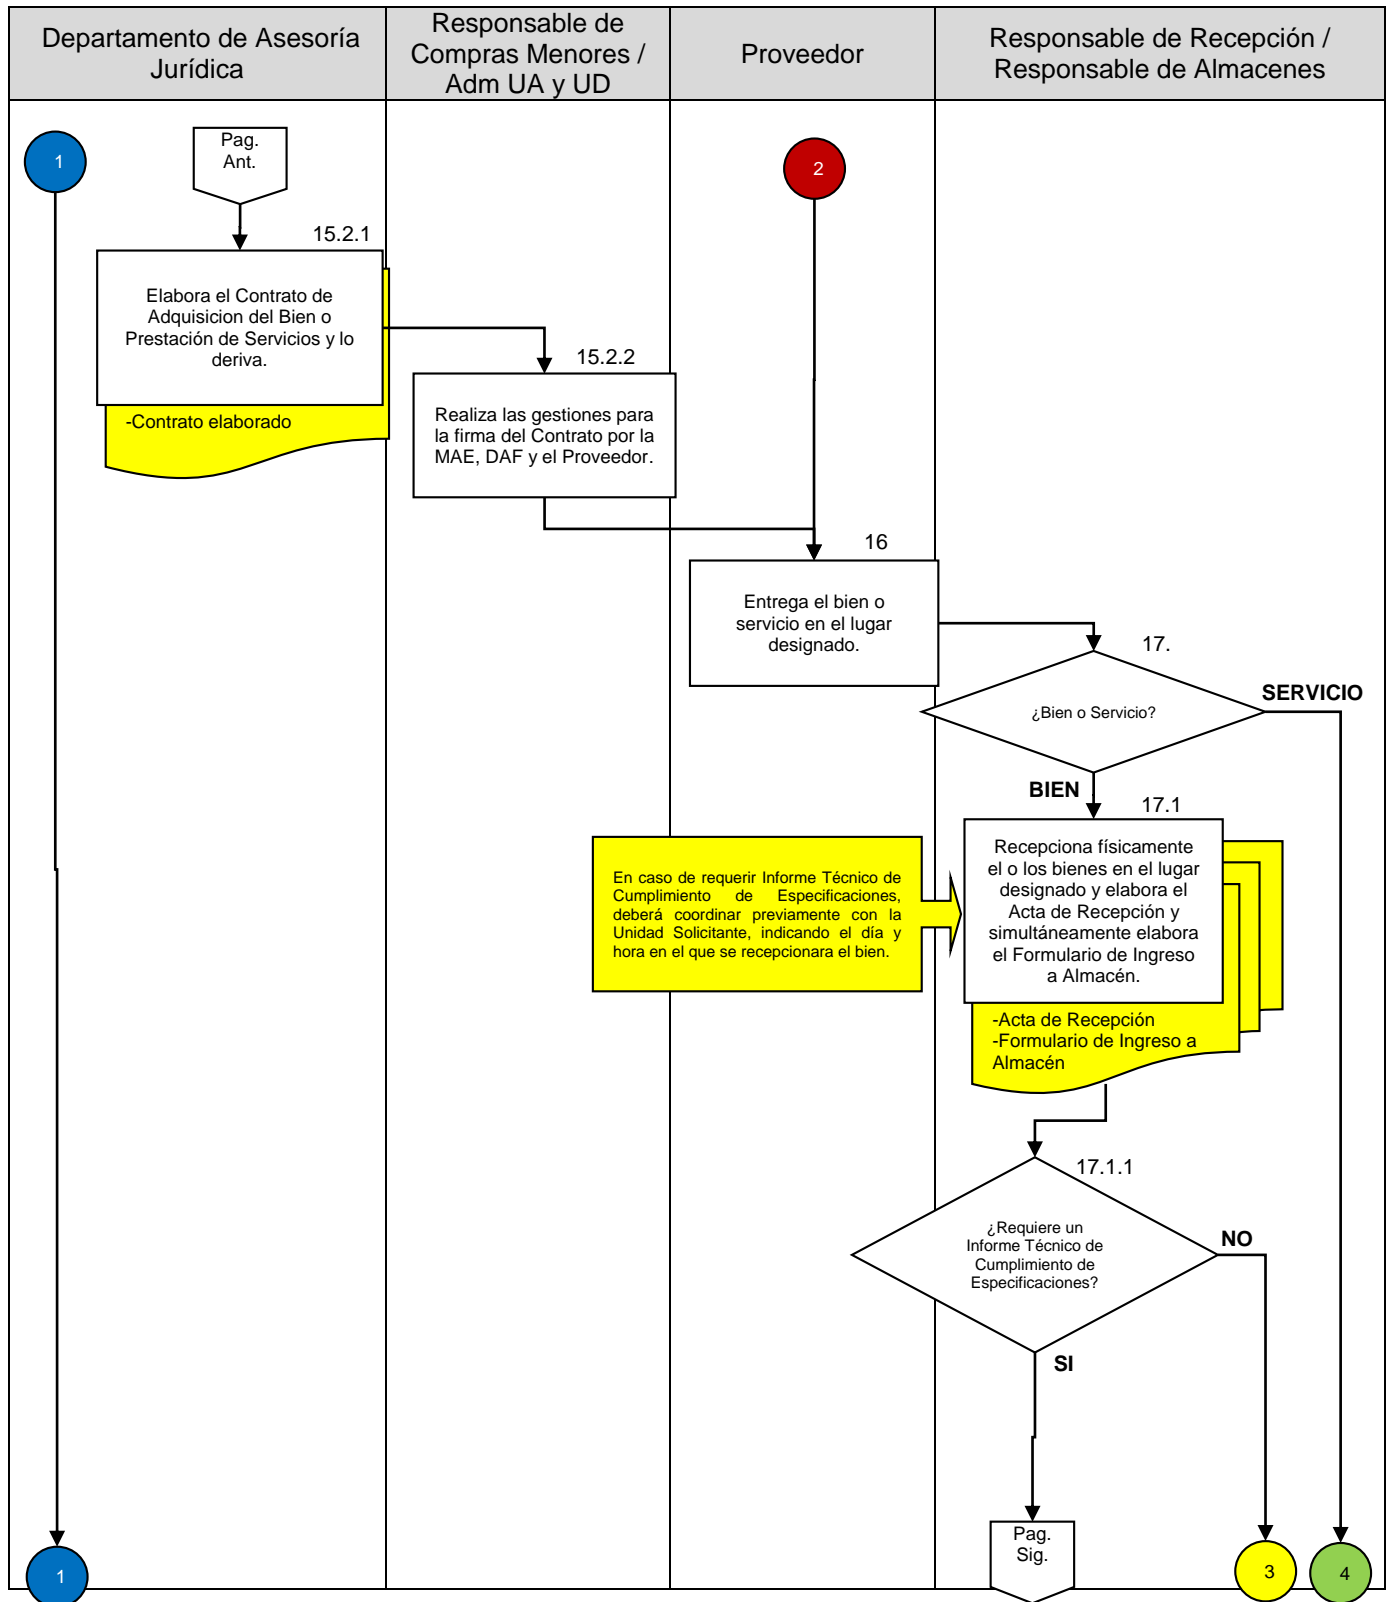 Departamento de Asesoría
Jurídica
Responsable de
Compras Menores /
Adm UA y UD
Proveedor
Responsable de Recepción /
Responsable de Almacenes
1
Pag.
Ant.
2
15.2.1
Elabora el Contrato de
Adquisicion del Bien o
Prestación de Servicios y lo
deriva.
-Contrato elaborado
15.2.2
Realiza las gestiones para
la firma del Contrato por la
MAE, DAF y el Proveedor.
16
Entrega el bien o
servicio en el lugar
designado.
17.
¿Bien o Servicio?
SERVICIO
BIEN
17.1
Recepciona físicamente
el o los bienes en el lugar
designado y elabora el
Acta de Recepción y
simultáneamente elabora
el Formulario de Ingreso
a Almacén.
En caso de requerir Informe Técnico de
Cumplimiento de Especificaciones,
deberá coordinar previamente con la
Unidad Solicitante, indicando el día y
hora en el que se recepcionara el bien.
-Acta de Recepción
-Formulario de Ingreso a
Almacén
17.1.1
¿Requiere un
Informe Técnico de
Cumplimiento de
Especificaciones?
NO
SI
1
Pag.
Sig.
3
4